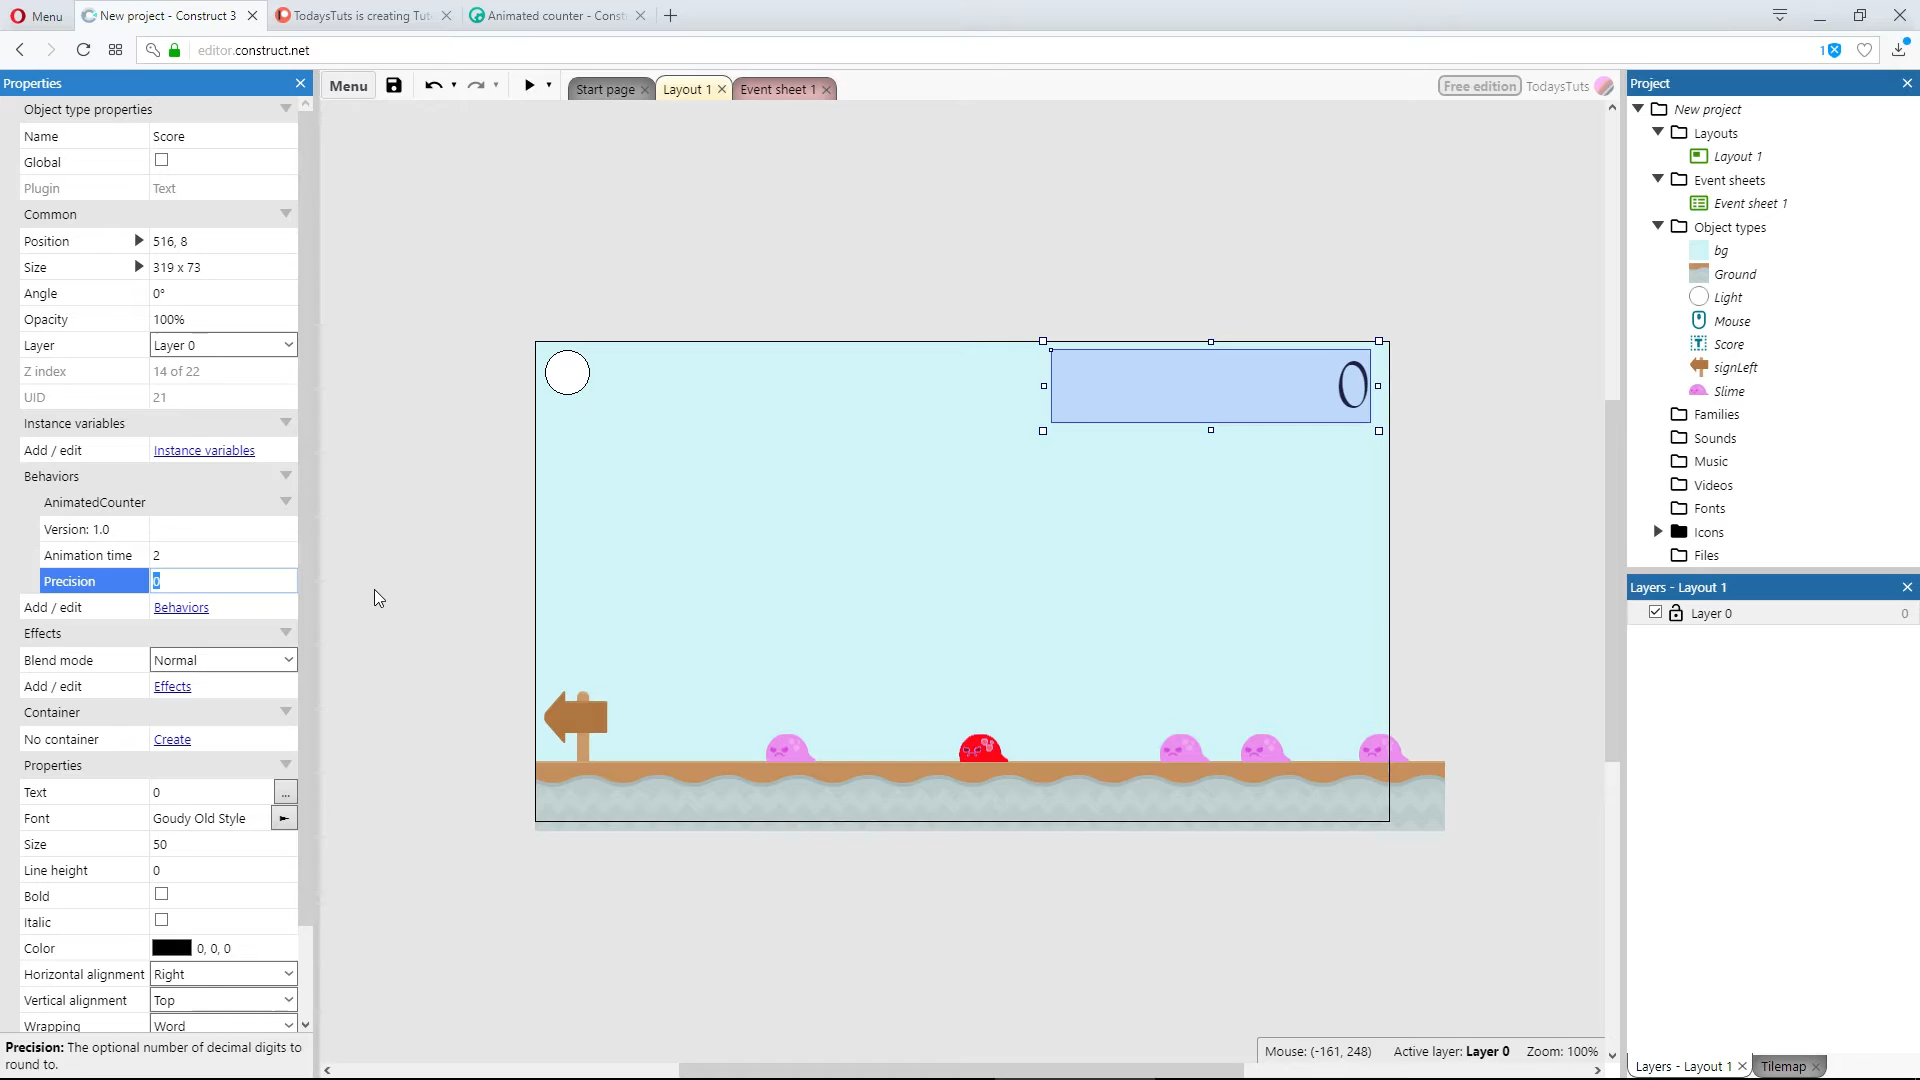 Menu
New project - Construct 3
TodaysTuts is creating Tut
Animated counter - Const
editor.construct.net
1
Properties
Menu
Start page
Layout 1
Event sheet 1
Free edition
TodaysTuts
Project
Object type properties
Name Score
Global
Plugin Text
Common
Position 516, 8
Size 319 x 73
Angle 0°
Opacity 100%
Layer Layer 0
Z index 14 of 22
UID 21
Instance variables
Add / edit Instance variables
Behaviors
AnimatedCounter
Version: 1.0
Animation time 2
Precision 0
Add / edit Behaviors
Effects
Blend mode Normal
Add / edit Effects
Container
No container Create
Properties
Text 0 ...
Font Goudy Old Style
Size 50
Line height 0
Bold
Italic
Color 0, 0, 0
Horizontal alignment Right
Vertical alignment Top
Wrapping Word
Precision: The optional number of decimal digits to
round to.
0
Mouse: (-161, 248) Active layer: Layer 0 Zoom: 100%
New project
Layouts
Layout 1
Event sheets
Event sheet 1
Object types
bg
Ground
Light
Mouse
Score
signLeft
Slime
Families
Sounds
Music
Videos
Fonts
Icons
Files
Layers - Layout 1
Layer 0 0
Layers - Layout 1
Tilemap